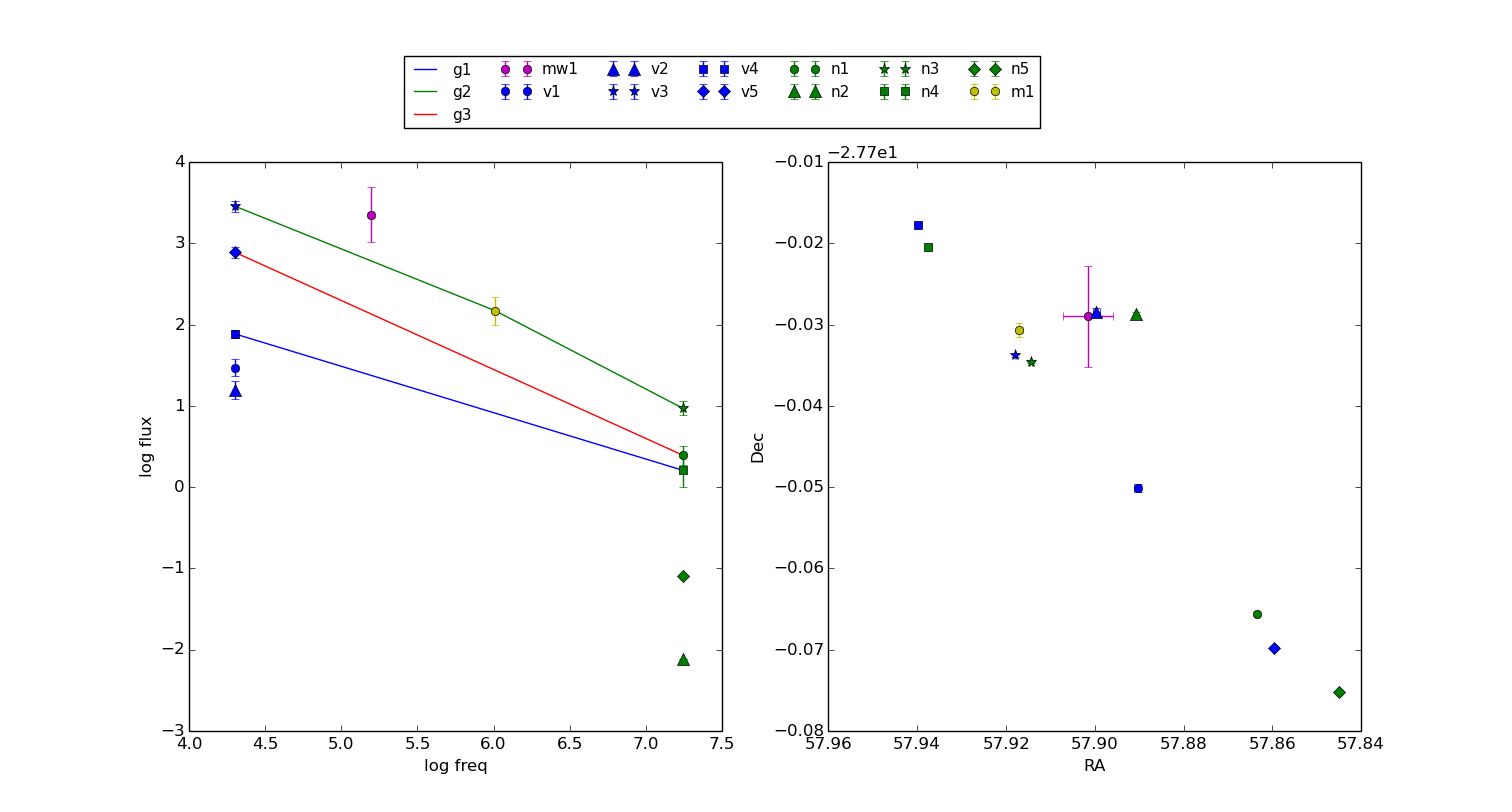 g1 mw1 v2 v4 n1 n3 n5
g2 v1 v3 v5 n2 n4 m1
g3
4
3
2
1
0
−1
−2
−3
log flux
4.0 4.5 5.0 5.5 6.0 6.5 7.0 7.5
log freq
−2.77e1
−0.01
−0.02
−0.03
−0.04
−0.05
−0.06
−0.07
−0.08
Dec
57.96 57.94 57.92 57.90 57.88 57.86 57.84
RA